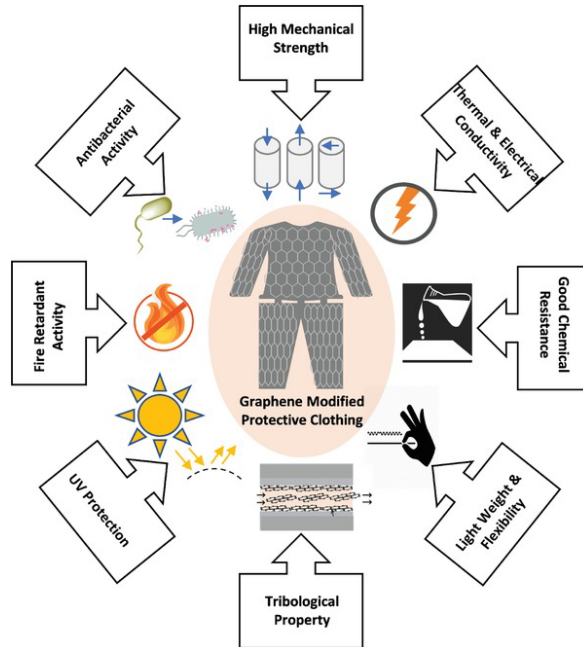 High Mechanical
Strength
Thermal & Electrical
Conductivity
Good Chemical
Resistance
Light Weight &
Flexibility
Tribological
Property
UV Protection
Fire Retardant
Activity
Antibacterial
Activity
Graphene Modified
Protective Clothing